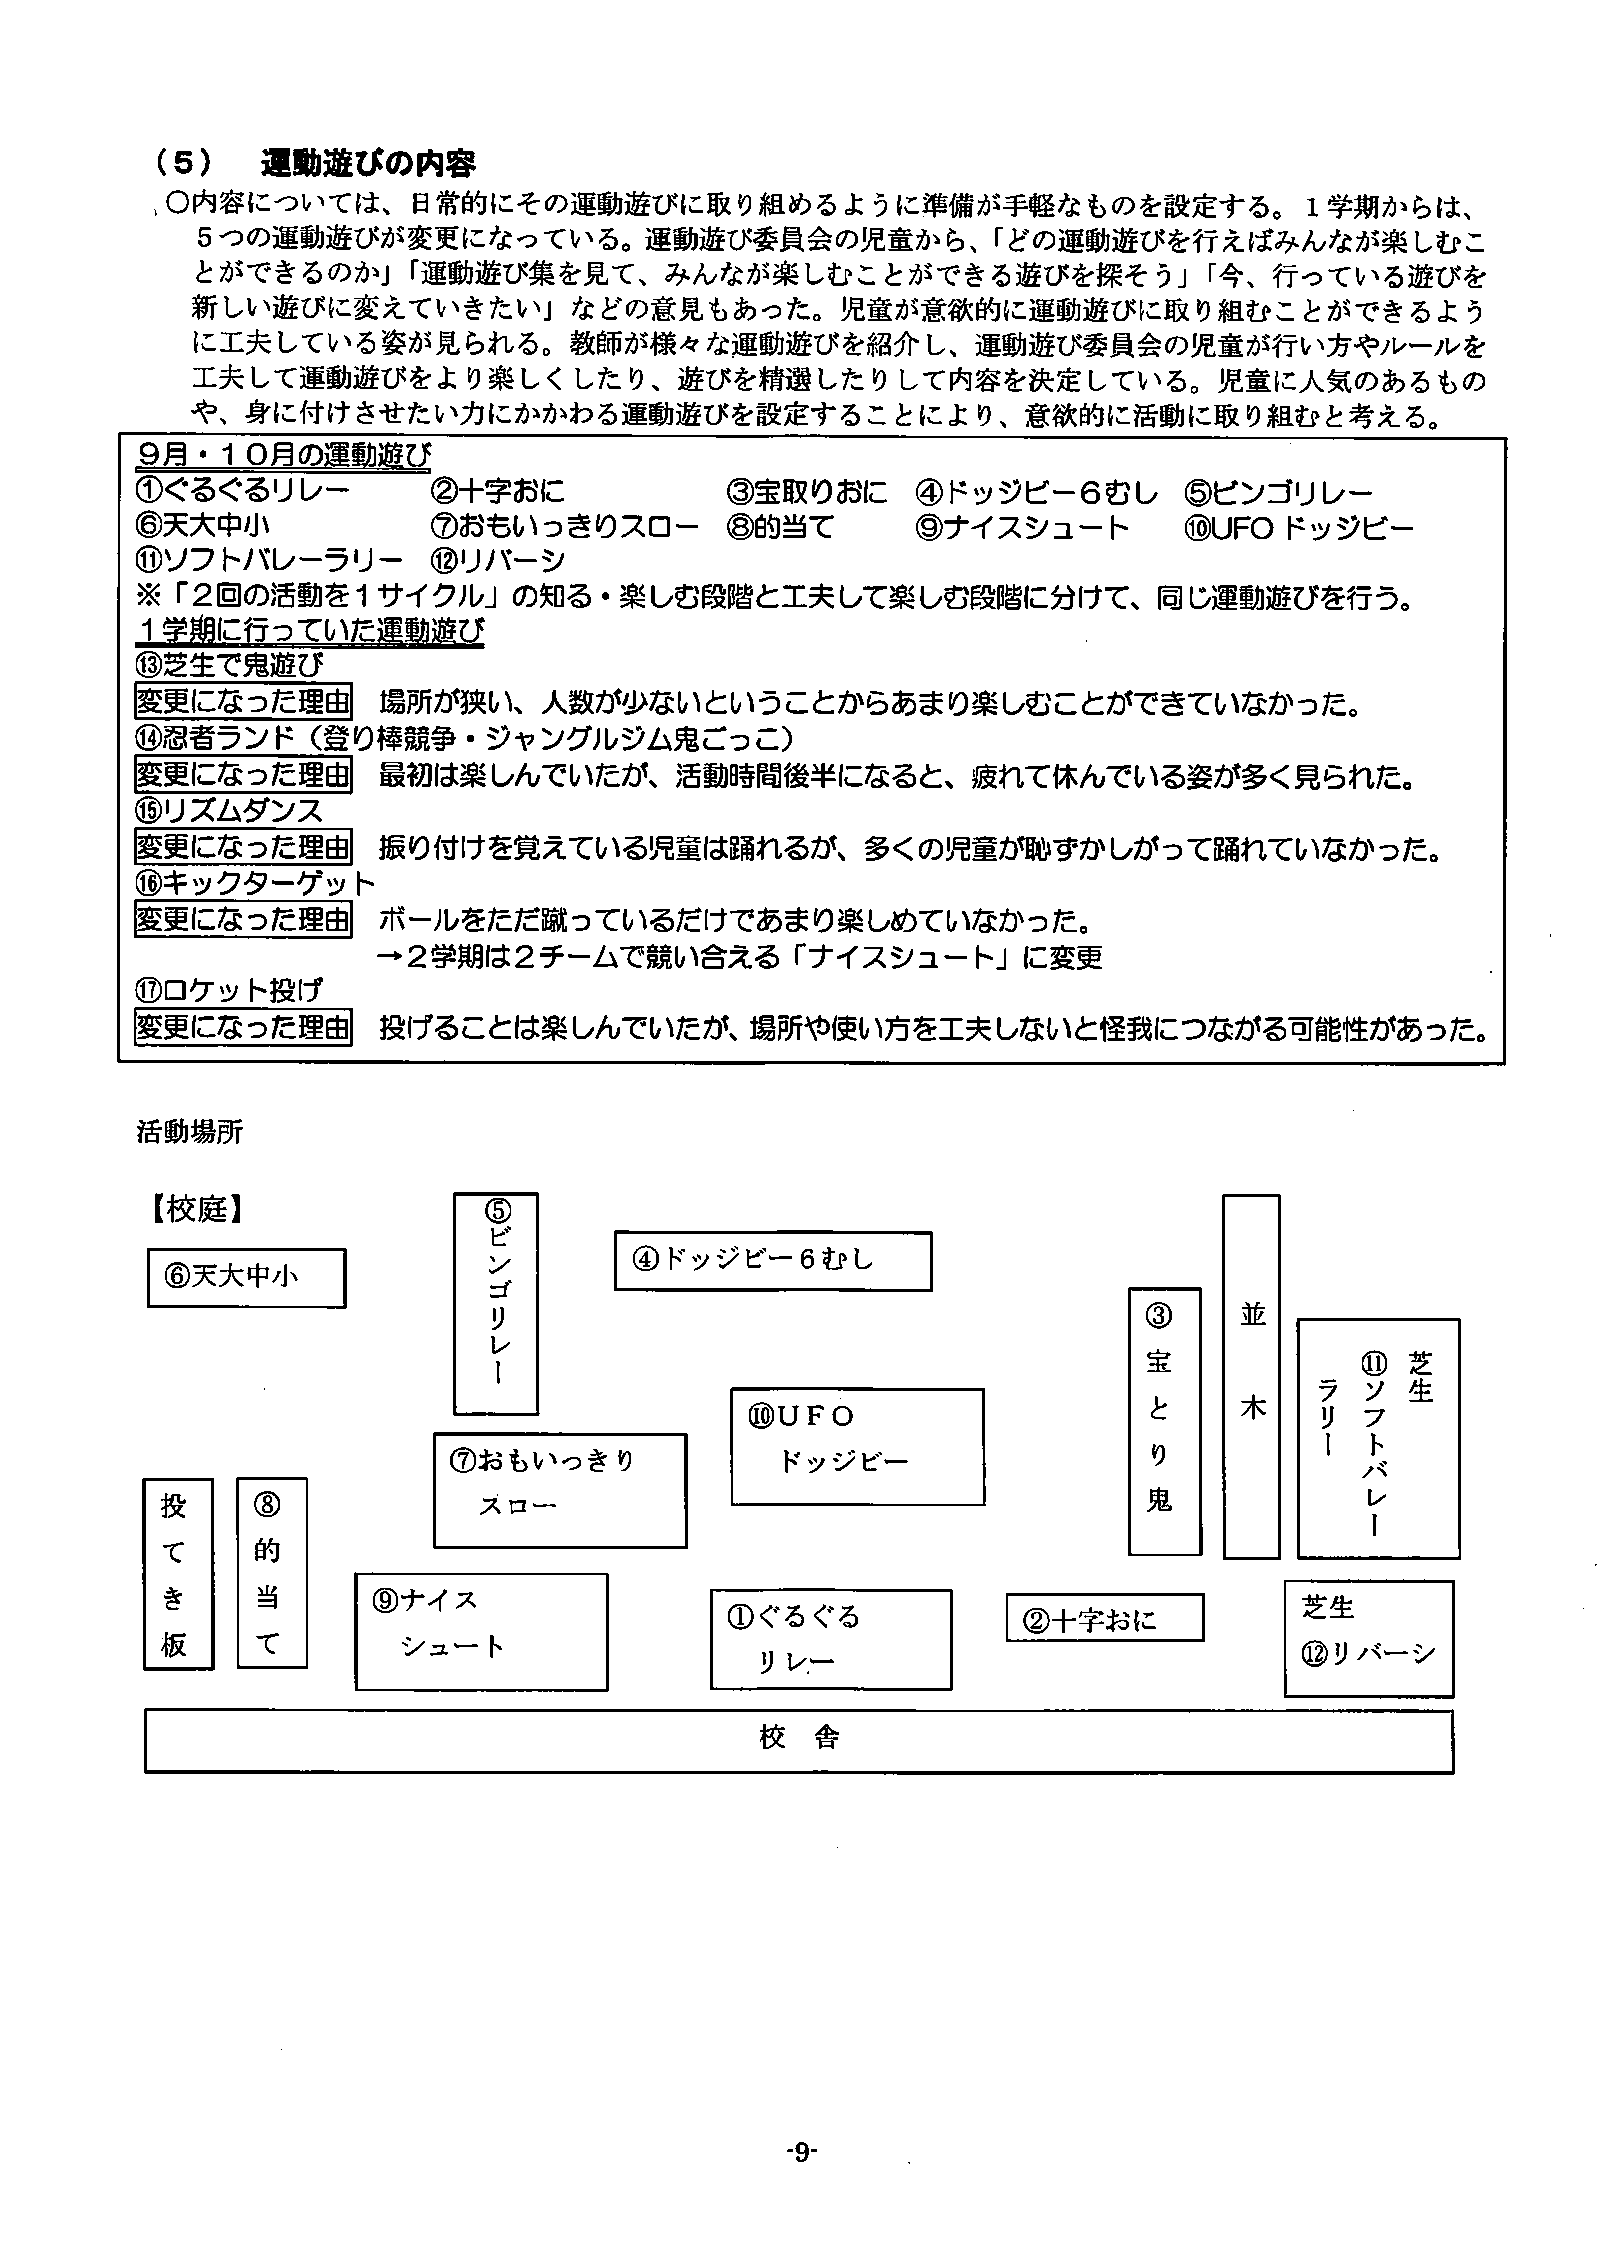 （５）　運動遊びの内容
○内容については、日常的にその運動遊びに取り組めるように準備が手軽なものを設定する。１学期からは、
５つの運動遊びが変更になっている。運動遊び委員会の児童から、「どの運動遊びを行えばみんなが楽しむこ
とができるのか」「運動遊び集を見て、みんなが楽しむことができる遊びを探そう」「今、行っている遊びを
新しい遊びに変えていきたい」などの意見もあった。児童が意欲的に運動遊びに取り組むことができるよう
に工夫している姿が見られる。教師が様々な運動遊びを紹介し、運動遊び委員会の児童が行い方やルールを
工夫して運動遊びをより楽しくしたり、遊びを精選したりして内容を決定している。児童に人気のあるもの
や、身に付けさせたい力にかかわる運動遊びを設定することにより、意欲的に活動に取り組むと考える。
９月・１０月の運動遊び
①ぐるぐるリレー　②十字おに　③宝取りおに　④ドッジビー６むし　⑤ビンゴリレー
⑥天大中小　⑦おもいっきりスロー　⑧的当て　⑨ナイスシュート　⑩UFOドッジビー
⑪ソフトバレーラリー　⑫リバーシ
※「２回の活動を１サイクル」の知る・楽しむ段階と工夫して楽しむ段階に分けて、同じ運動遊びを行う。
１学期に行っていた運動遊び
⑬芝生で鬼遊び
変更になった理由　場所が狭い、人数が少ないということからあまり楽しむことができていなかった。
⑭忍者ランド（登り棒競争・ジャングルジム鬼ごっこ）
変更になった理由　最初は楽しんでいたが、活動時間後半になると、疲れて休んでいる姿が多く見られた。
⑮リズムダンス
変更になった理由　振り付けを覚えている児童は踊れるが、多くの児童が恥ずかしがって踊れていなかった。
⑯キックターゲット
変更になった理由　ボールをただ蹴っているだけであまり楽しめていなかった。
→２学期は２チームで競い合える「ナイスシュート」に変更
⑰ロケット投げ
変更になった理由　投げることは楽しんでいたが、場所や使い方を工夫しないと怪我につながる可能性があった。
活動場所
【校庭】
⑥天大中小
⑤ビンゴリレー
④ドッジビー６むし
③宝とり鬼
並木
芝生
⑪ソフトバレー
ラリー
⑩ＵＦＯ
ドッジビー
⑦おもいっきり
スロー
投てき板
⑧的当て
⑨ナイス
シュート
①ぐるぐる
リレー
②十字おに
芝生
⑫リバーシ
校　舎
-9-